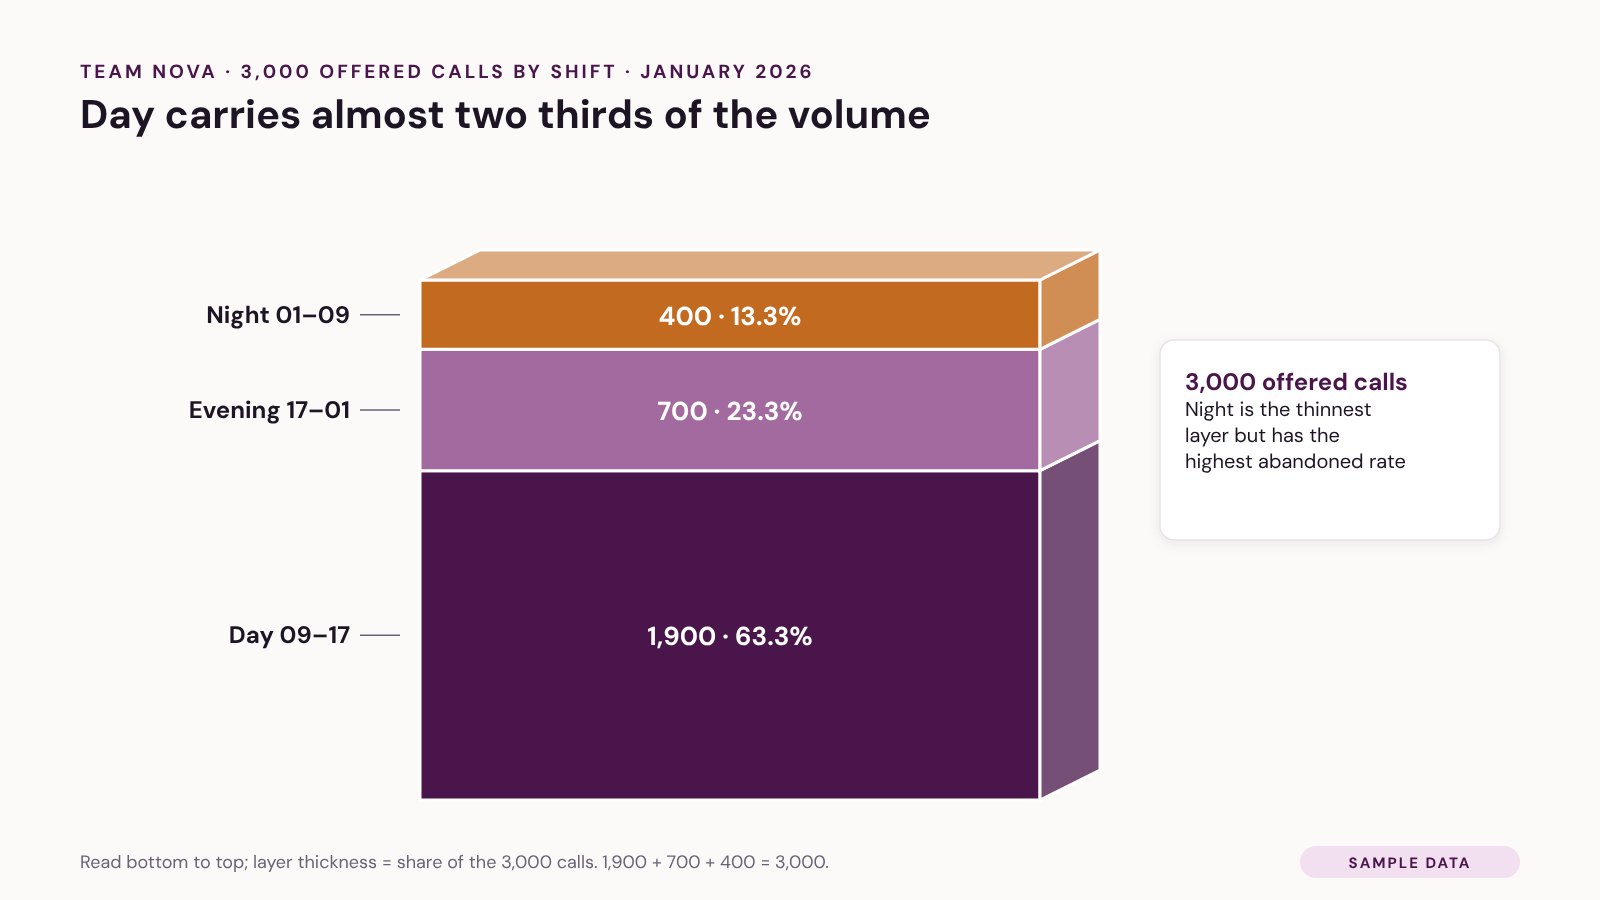 TEAM NOVA · 3,000 OFFERED CALLS BY SHIFT · JANUARY 2026
Day carries almost two thirds of the volume
Night 01–09
400 · 13.3%
Evening 17–01
700 · 23.3%
Day 09–17
1,900 · 63.3%
3,000 offered calls
Night is the thinnest
layer but has the
highest abandoned rate
Read bottom to top; layer thickness = share of the 3,000 calls. 1,900 + 700 + 400 = 3,000.
SAMPLE DATA